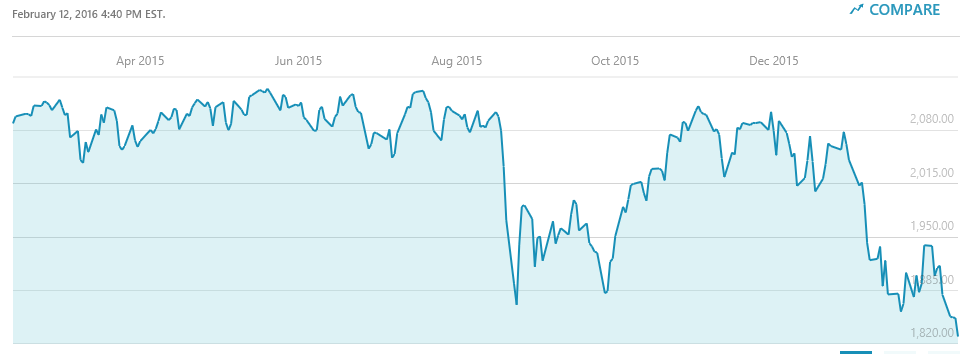 February 12, 2016 4:40 PM EST.
COMPARE
Apr 2015 Jun 2015 Aug 2015 Oct 2015 Dec 2015
2,080.00
2,015.00
1,950.00
1,885.00
1,820.00